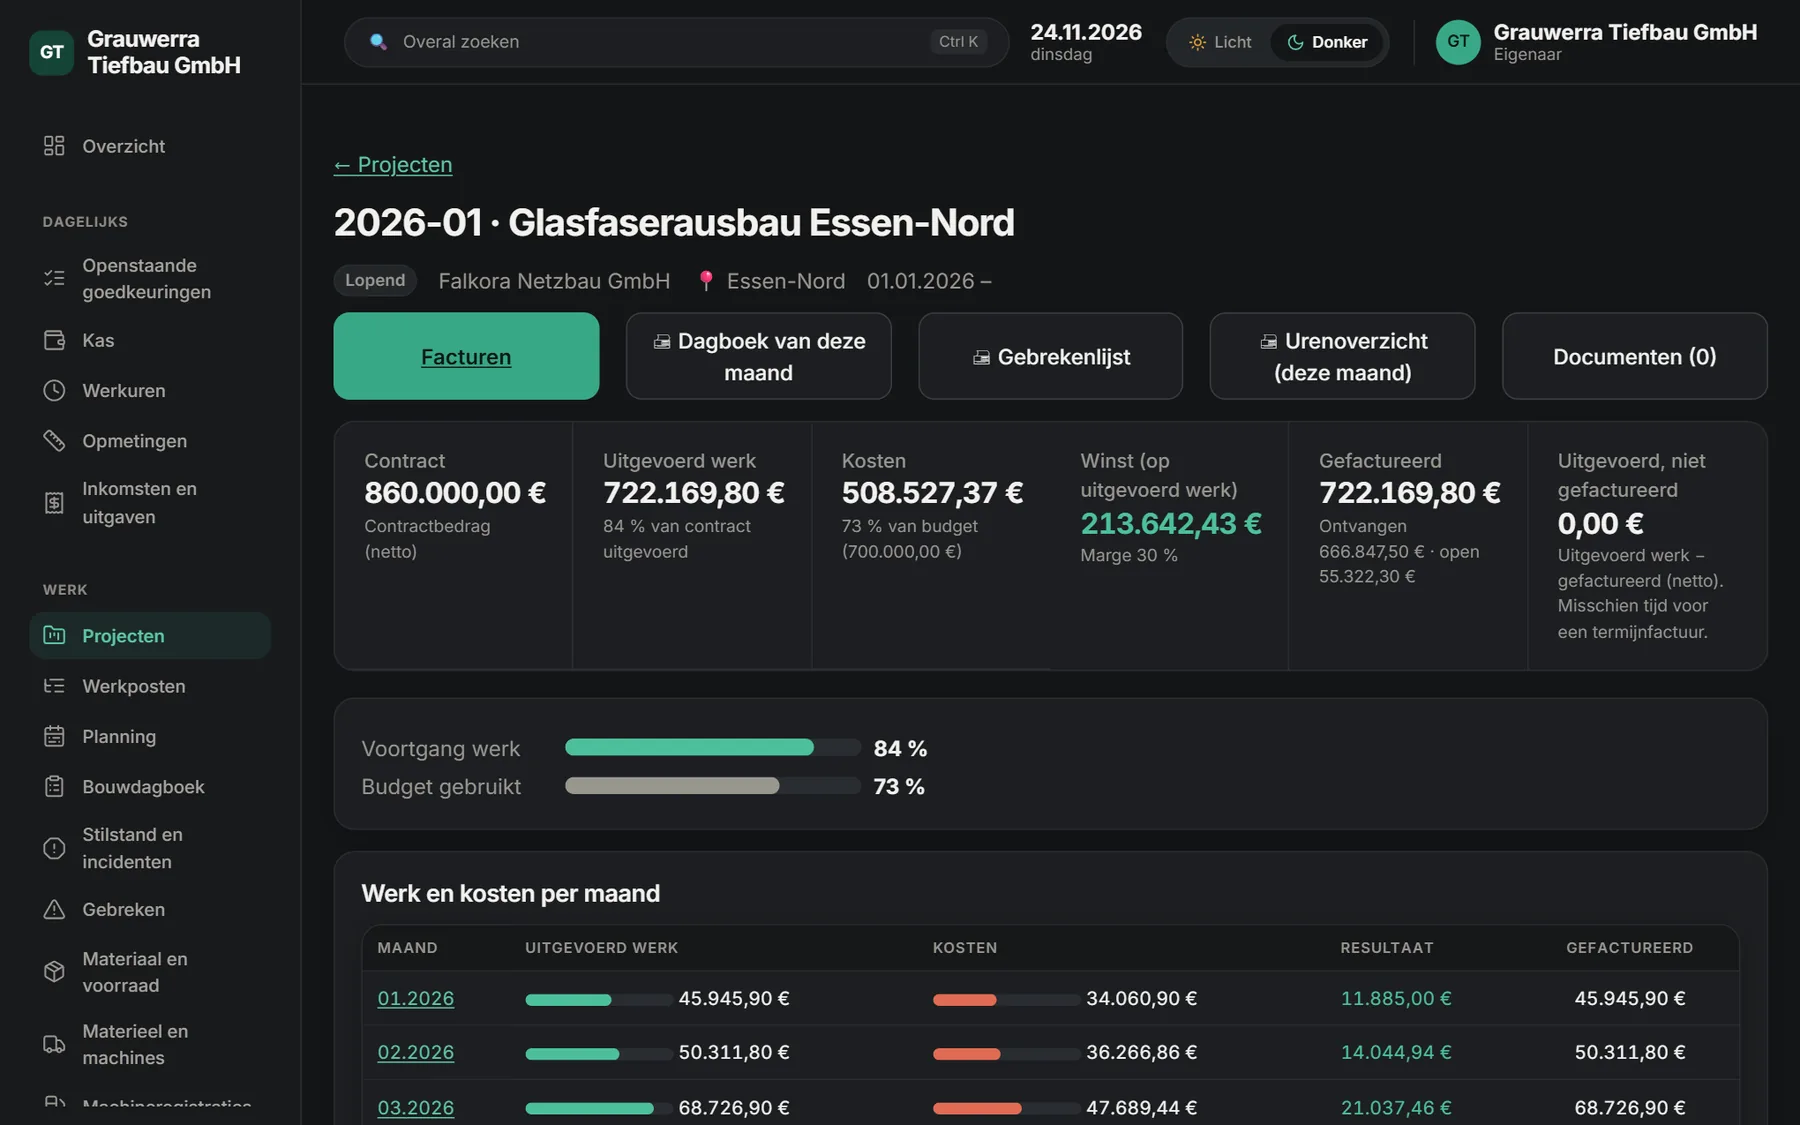 GT
Grauwerra
Tiefbau GmbH
Overzicht
DAGELIJKS
Openstaande
goedkeuringen
Kas
Werkuren
Opmetingen
Inkomsten en
uitgaven
WERK
Projecten
Werkposten
Planning
Bouwdagboek
Stilstand en
incidenten
Gebreken
Materiaal en
voorraad
Materieel en
machines
Machineregistraties
Overal zoeken
Ctrl K
24.11.2026
dinsdag
Licht
Donker
GT
Grauwerra Tiefbau GmbH
Eigenaar
← Projecten
2026-01 · Glasfaserausbau Essen-Nord
Lopend Falkora Netzbau GmbH Essen-Nord 01.01.2026 –
Facturen
Dagboek van deze
maand
Gebrekenlijst
Urenoverzicht
(deze maand)
Documenten (0)
Contract
860.000,00 €
Contractbedrag
(netto)
Uitgevoerd werk
722.169,80 €
84 % van contract
uitgevoerd
Kosten
508.527,37 €
73 % van budget
(700.000,00 €)
Winst (op
uitgevoerd werk)
213.642,43 €
Marge 30 %
Gefactureerd
722.169,80 €
Ontvangen
666.847,50 € · open
55.322,30 €
Uitgevoerd, niet
gefactureerd
0,00 €
Uitgevoerd werk −
gefactureerd (netto).
Misschien tijd voor
een termijnfactuur.
Voortgang werk 84 %
Budget gebruikt 73 %
Werk en kosten per maand
MAAND UITGEVOERD WERK KOSTEN RESULTAAT GEFACTUREERD
01.2026 45.945,90 € 34.060,90 € 11.885,00 € 45.945,90 €
02.2026 50.311,80 € 36.266,86 € 14.044,94 € 50.311,80 €
03.2026 68.726,90 € 47.689,44 € 21.037,46 € 68.726,90 €